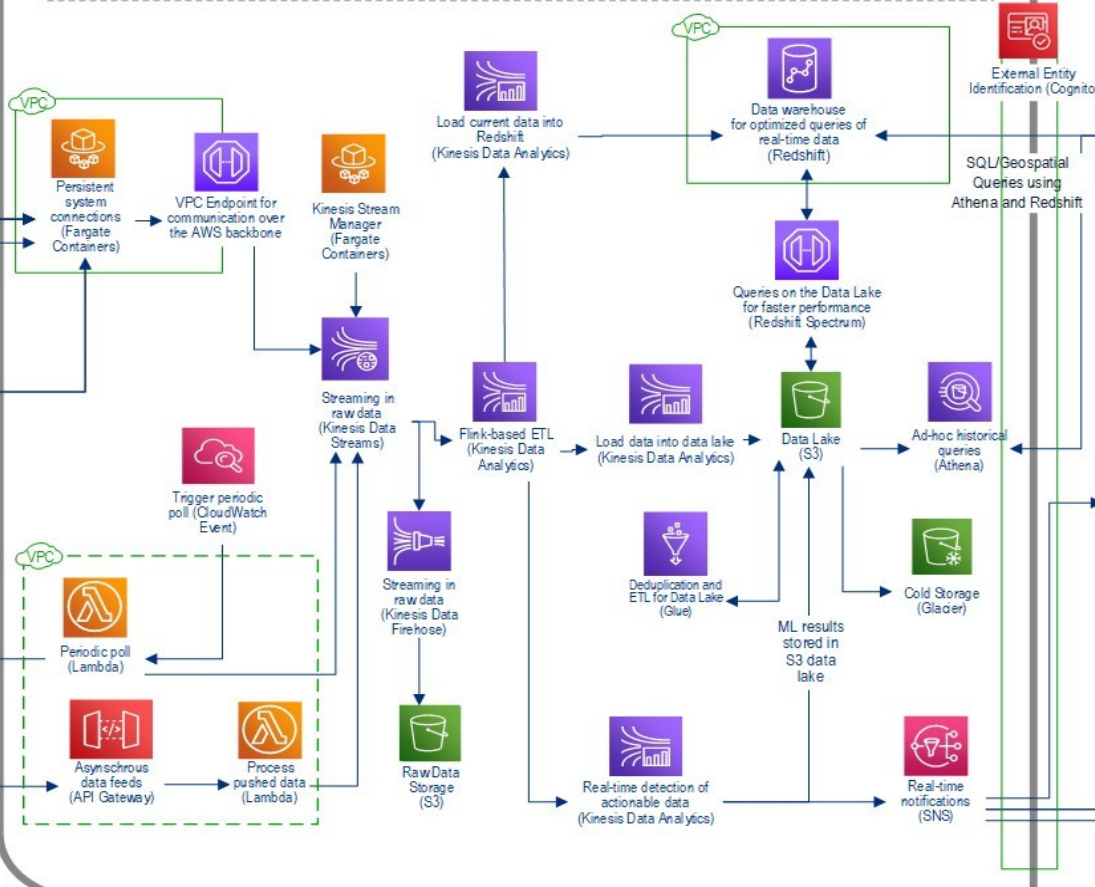 VPC
Persistent
system
connections
(Fargate
Containers)
VPC Endpoint for
communication over
the AWS backbone
Kinesis Stream
Manager
(Fargate
Containers)
Load current data into
Redshift
(Kinesis Data Analytics)
VPC
Data warehouse
for optimized queries of
real-time data
(Redshift)
External Entity
Identification (Cognito
SQL/Geospatial
Queries using
Athena and Redshift
Queries on the Data Lake
for faster performance
(Redshift Spectrum)
Streaming in
raw data
(Kinesis Data
Streams)
Flink-based ETL
(Kinesis Data
Analytics)
Load data into data lake
(Kinesis Data Analytics)
Data Lake
(S3)
Ad-hoc historical
queries
(Athena)
Trigger periodic
poll (CloudWatch
Event)
VPC
Periodic poll
(Lambda)
Streaming in
raw data
(Kinesis Data
Firehose)
Deduplication and
ETL for Data Lake
(Glue)
Cold Storage
(Glacier)
ML results
stored in
S3 data
lake
Asynschrous
data feeds
(API Gateway)
Process
pushed data
(Lambda)
Raw Data
Storage
(S3)
Real-time detection of
actionable data
(Kinesis Data Analytics)
Real-time
notifications
(SNS)